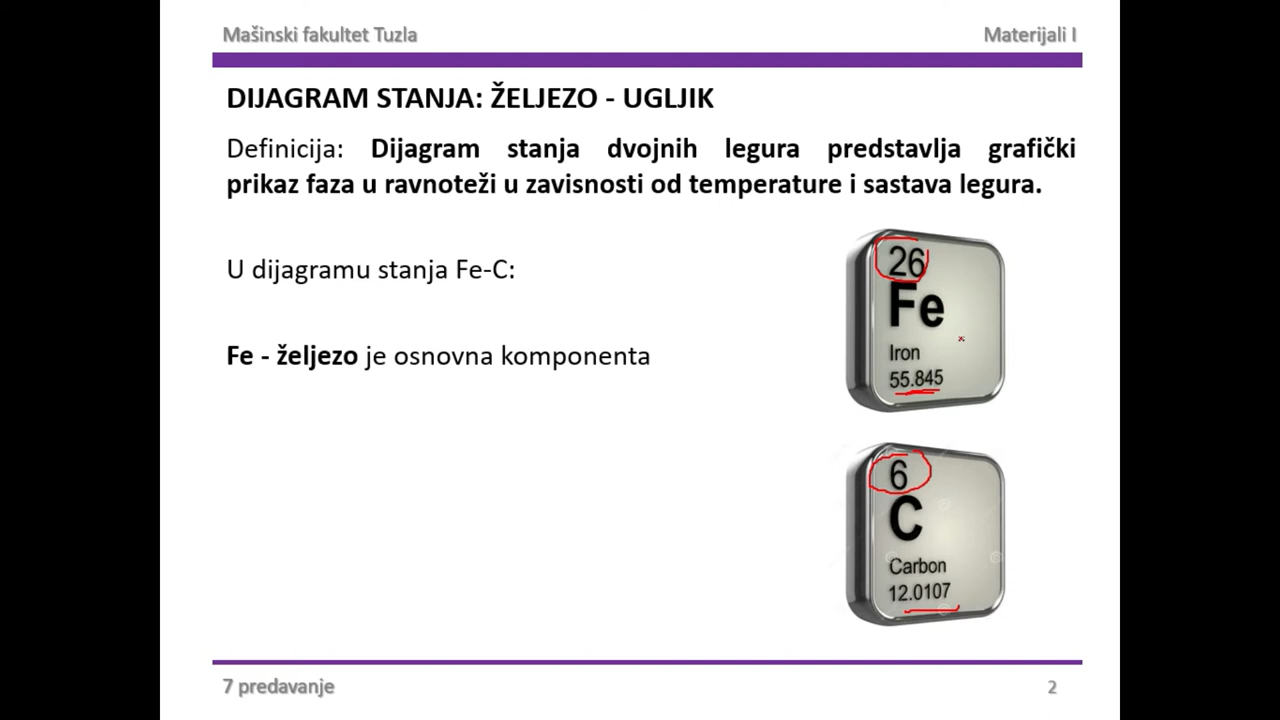 Mašinski fakultet Tuzla
Materijali I
DIJAGRAM STANJA: ŽELJEZO - UGLJIK
Definicija: Dijagram stanja dvojnih legura predstavlja grafički
prikaz faza u ravnoteži u zavisnosti od temperature i sastava legura.
U dijagramu stanja Fe-C:
Fe - željezo je osnovna komponenta
26
Fe
Iron
55.845
6
C
Carbon
12.0107
7 predavanje
2